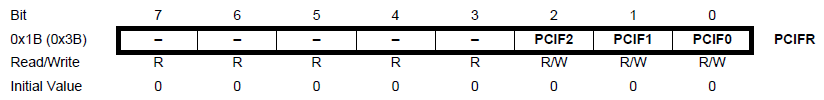 Bit 7 6 5 4 3 2 1 0
0x1B (0x3B) – – – – – PCIF2 PCIF1 PCIF0 PCIFR
Read/Write R R R R R R/W R/W R/W
Initial Value 0 0 0 0 0 0 0 0